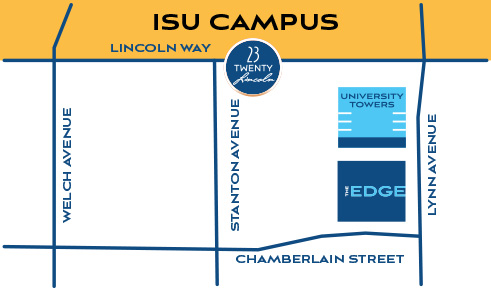 ISU CAMPUS
LINCOLN WAY
23
TWENTY
Lincoln
WELCH AVENUE
STANTON AVENUE
UNIVERSITY
TOWERS
THE EDGE
LYNN AVENUE
CHAMBERLAIN STREET